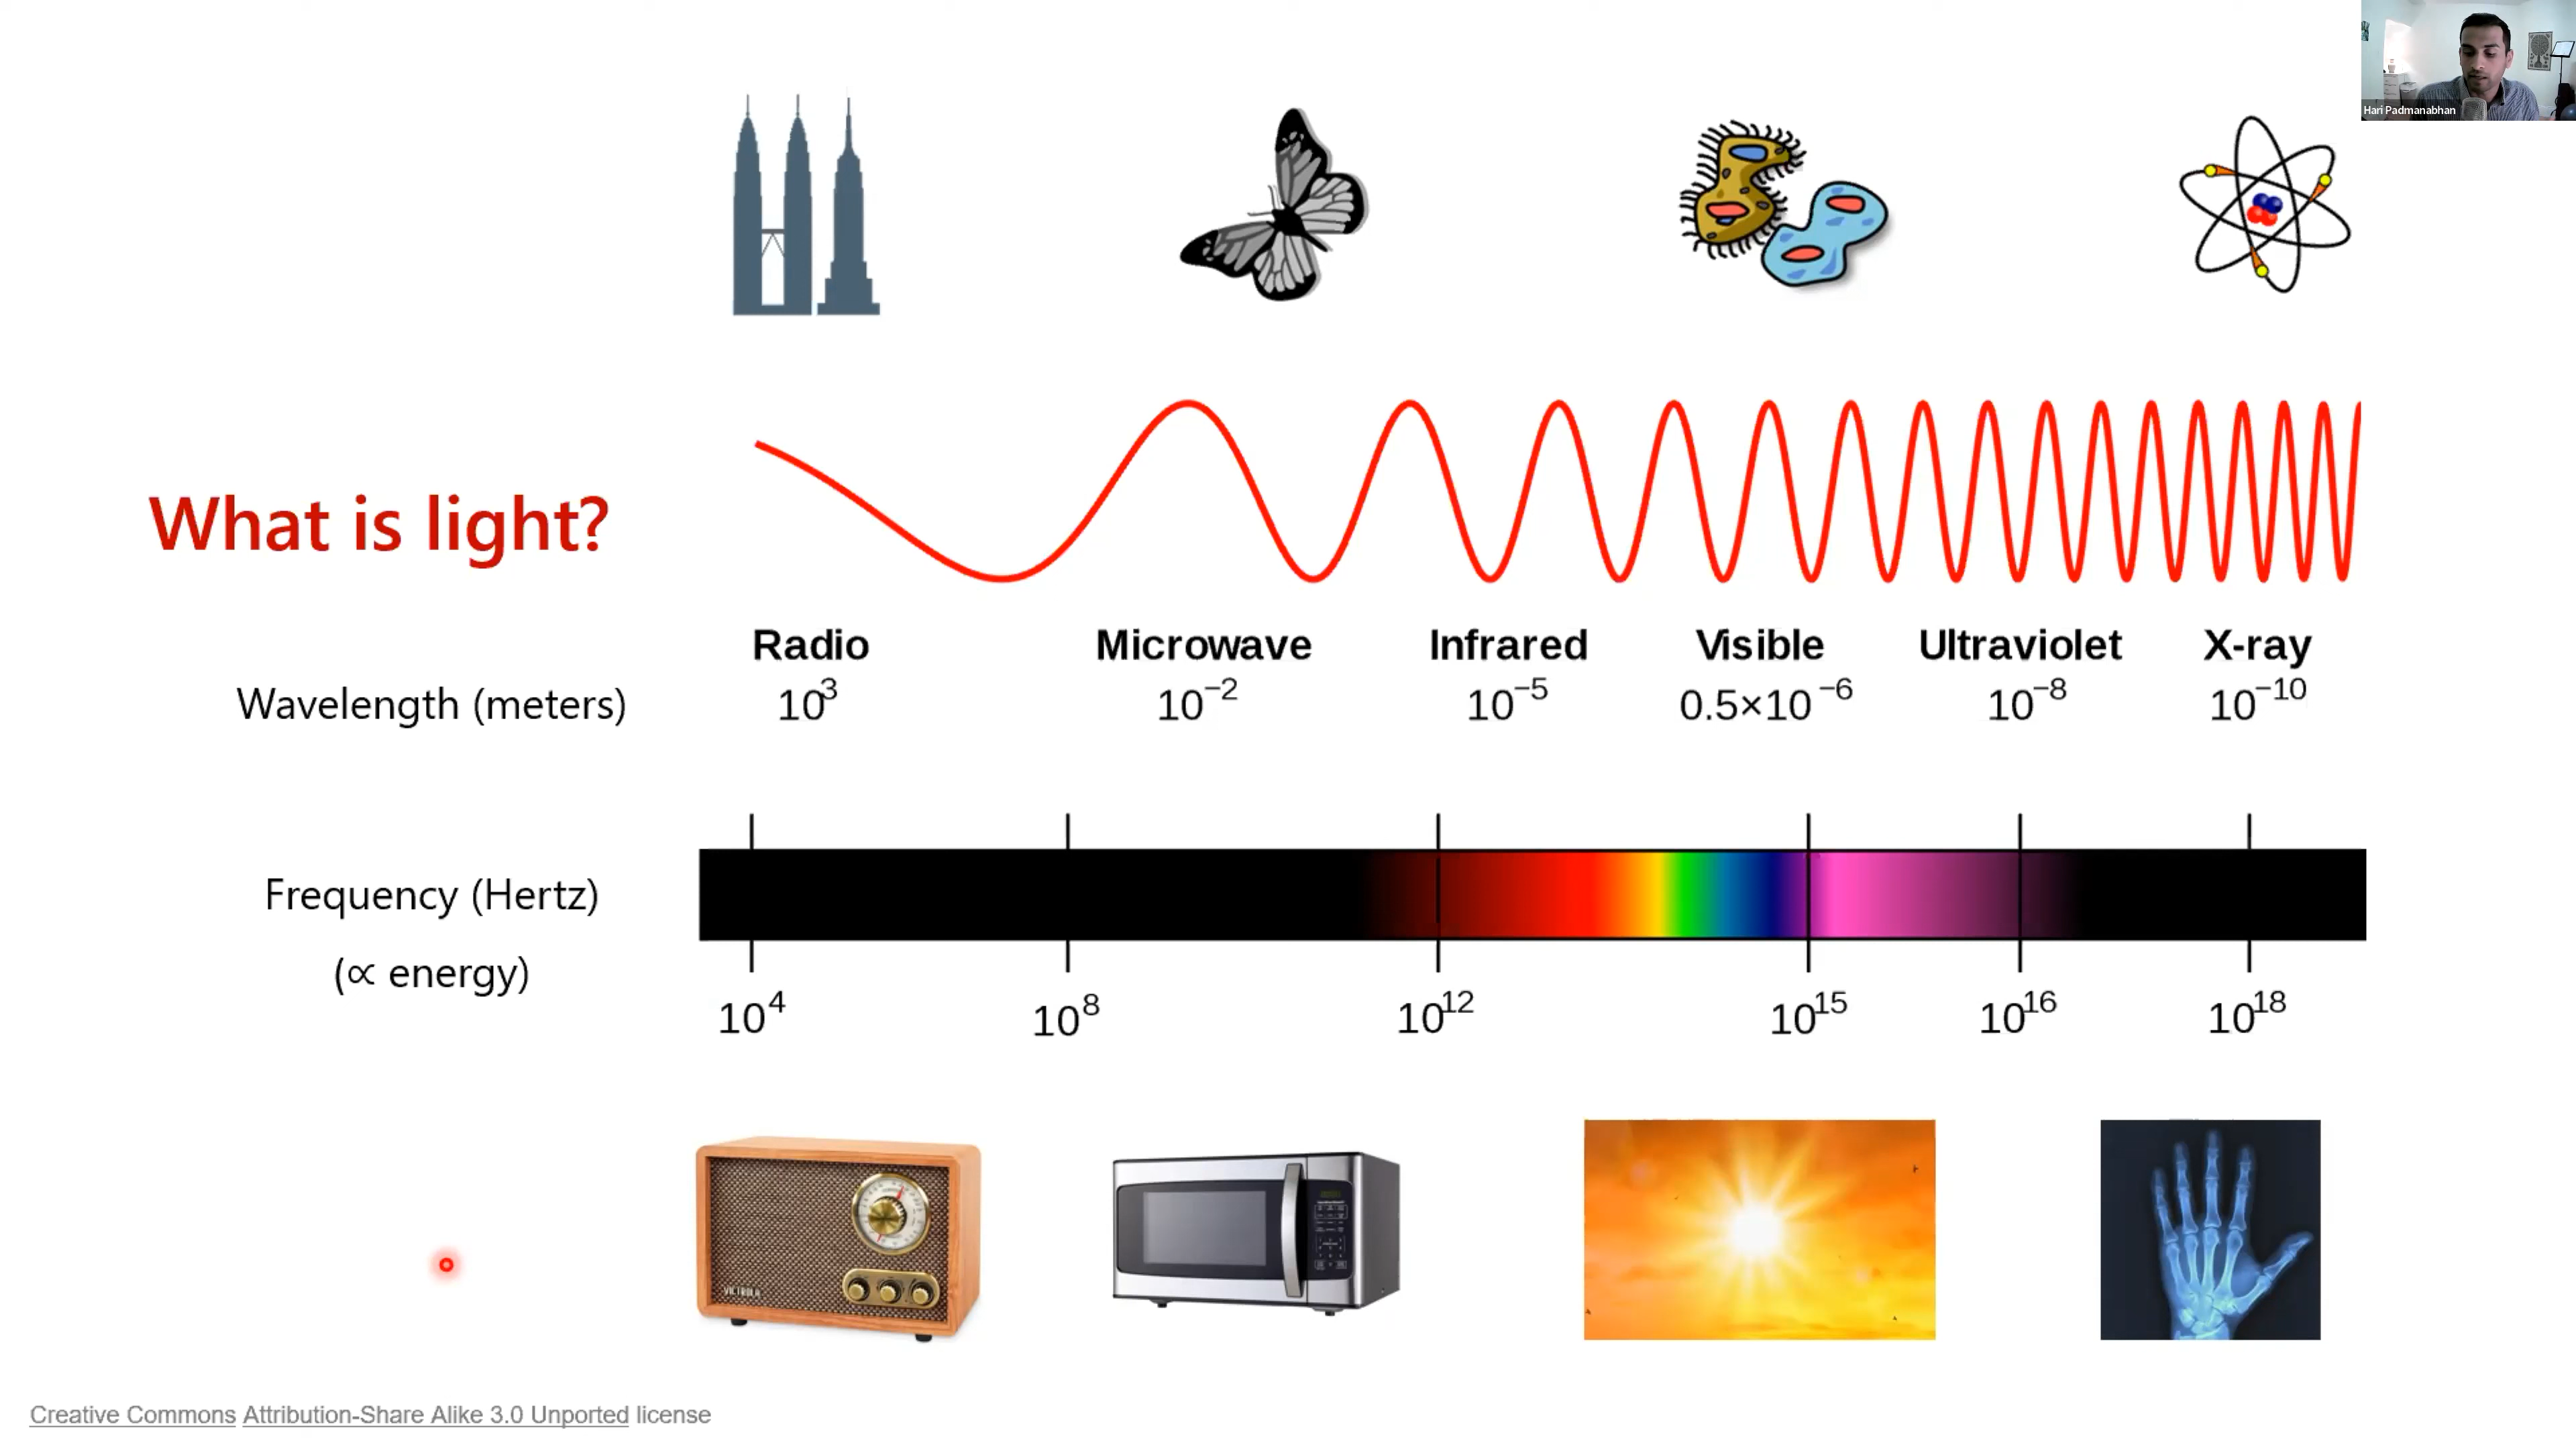 Hari Padmanabhan
What is light?
Radio Microwave Infrared Visible Ultraviolet X-ray
Wavelength (meters) 10³ 10⁻² 10⁻⁵ 0.5×10⁻⁶ 10⁻⁸ 10⁻¹⁰
Frequency (Hertz)
(∝ energy)
10⁴ 10⁸ 10¹² 10¹⁵ 10¹⁶ 10¹⁸
VICTROLA
Creative Commons Attribution-Share Alike 3.0 Unported license